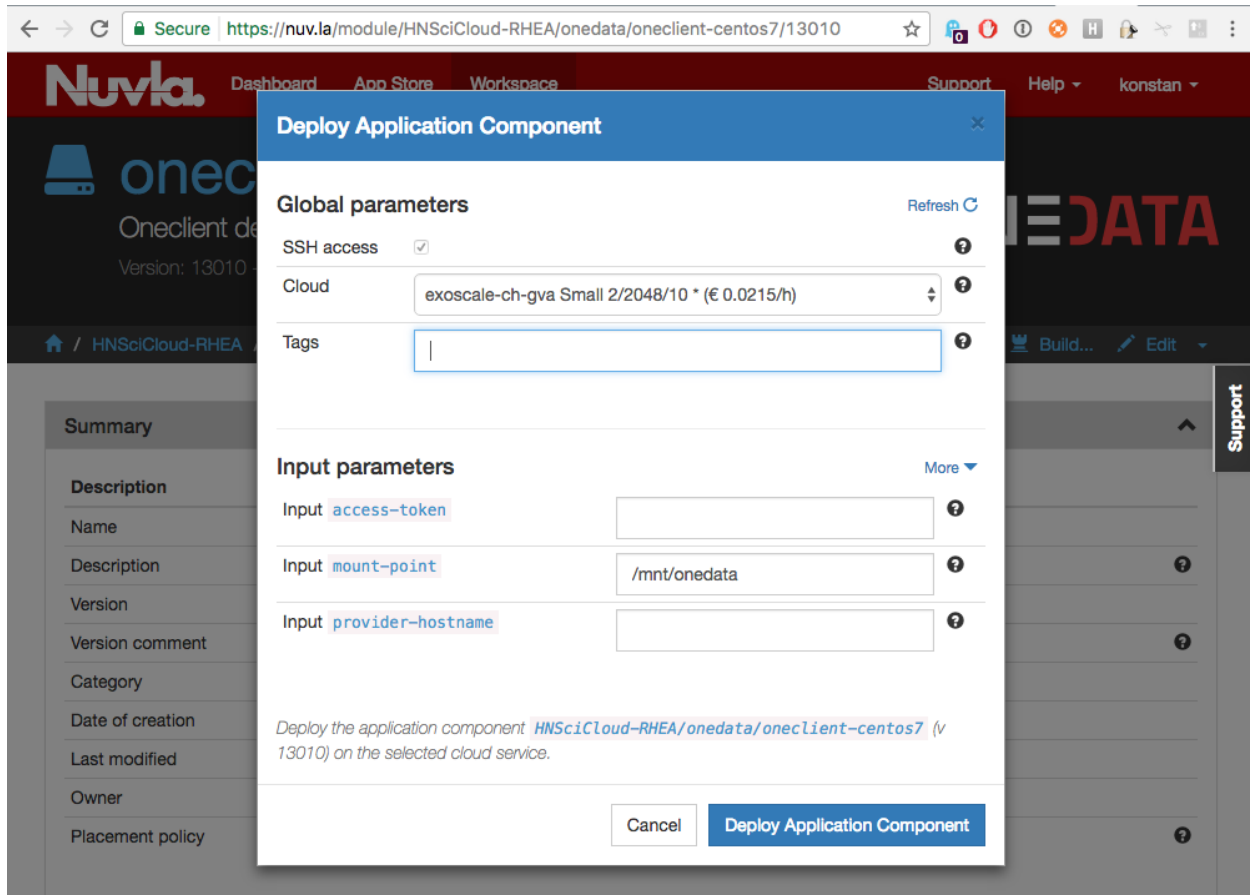 Secure https://nuv.la/module/HNSciCloud-RHEA/onedata/oneclient-centos7/13010
0 H
Nuvla. Dashboard App Store Workspace Support Help konstan
Deploy Application Component ×
onec
Oneclient de
Version: 13010 -
NEDATA
Global parameters Refresh
SSH access
Cloud exoscale-ch-gva Small 2/2048/10 * (€ 0.0215/h)
Tags
/ HNSciCloud-RHEA / Build... Edit
Support
Summary
Input parameters More
Description
Input access-token
Name
Description
Input mount-point /mnt/onedata
Version
Input provider-hostname
Version comment
Category
Date of creation
Deploy the application component HNSciCloud-RHEA/onedata/oneclient-centos7 (v
13010) on the selected cloud service.
Last modified
Owner
Placement policy
Cancel Deploy Application Component